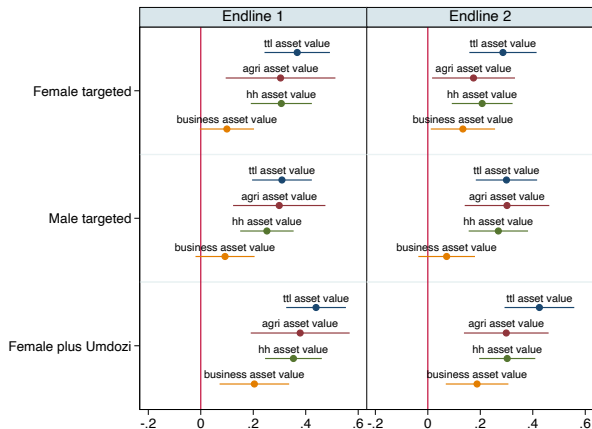 Endline 1
Endline 2
Female targeted
ttl asset value
agri asset value
hh asset value
business asset value
ttl asset value
agri asset value
hh asset value
business asset value
Male targeted
ttl asset value
agri asset value
hh asset value
business asset value
ttl asset value
agri asset value
hh asset value
business asset value
Female plus Umdozi
ttl asset value
agri asset value
hh asset value
business asset value
ttl asset value
agri asset value
hh asset value
business asset value
-.2 0 .2 .4 .6
-.2 0 .2 .4 .6